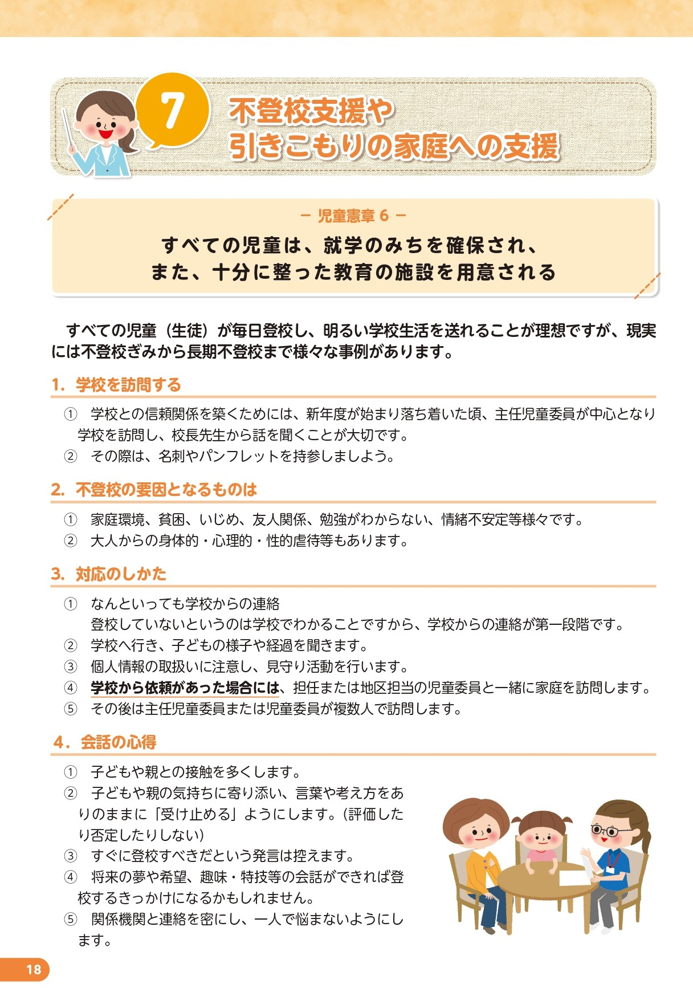 7
不登校支援や
引きこもりの家庭への支援
－ 児童憲章 6 －
すべての児童は、就学のみちを確保され、
また、十分に整った教育の施設を用意される
すべての児童（生徒）が毎日登校し、明るい学校生活を送れることが理想ですが、現実
には不登校ぎみから長期不登校まで様々な事例があります。
1. 学校を訪問する
① 学校との信頼関係を築くためには、新年度が始まり落ち着いた頃、主任児童委員が中心となり
学校を訪問し、校長先生から話を聞くことが大切です。
② その際は、名刺やパンフレットを持参しましよう。
2. 不登校の要因となるものは
① 家庭環境、貧困、いじめ、友人関係、勉強がわからない、情緒不安定等様々です。
② 大人からの身体的・心理的・性的虐待等もあります。
3. 対応のしかた
① なんといっても学校からの連絡
登校していないというのは学校でわかることですから、学校からの連絡が第一段階です。
② 学校へ行き、子どもの様子や経過を聞きます。
③ 個人情報の取扱いに注意し、見守り活動を行います。
④ 学校から依頼があった場合には、担任または地区担当の児童委員と一緒に家庭を訪問します。
⑤ その後は主任児童委員または児童委員が複数人で訪問します。
４．会話の心得
① 子どもや親との接触を多くします。
② 子どもや親の気持ちに寄り添い、言葉や考え方をあ
りのままに「受け止める」ようにします。（評価した
り否定したりしない）
③ すぐに登校すべきだという発言は控えます。
④ 将来の夢や希望、趣味・特技等の会話ができれば登
校するきっかけになるかもしれません。
⑤ 関係機関と連絡を密にし、一人で悩まないようにし
ます。
18